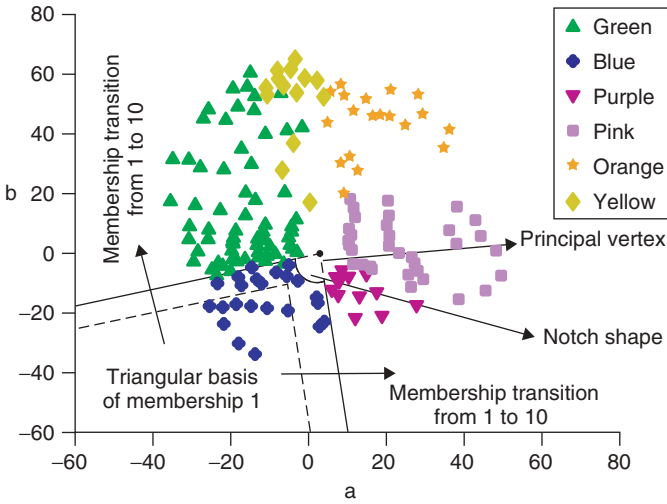 80
60
40
20
0
−20
−40
−60
b
−60
−40
−20
0
20
40
60
80
a
Membership transition
from 1 to 10
Green
Blue
Purple
Pink
Orange
Yellow
Principal vertex
Notch shape
Triangular basis
of membership 1
Membership transition
from 1 to 10